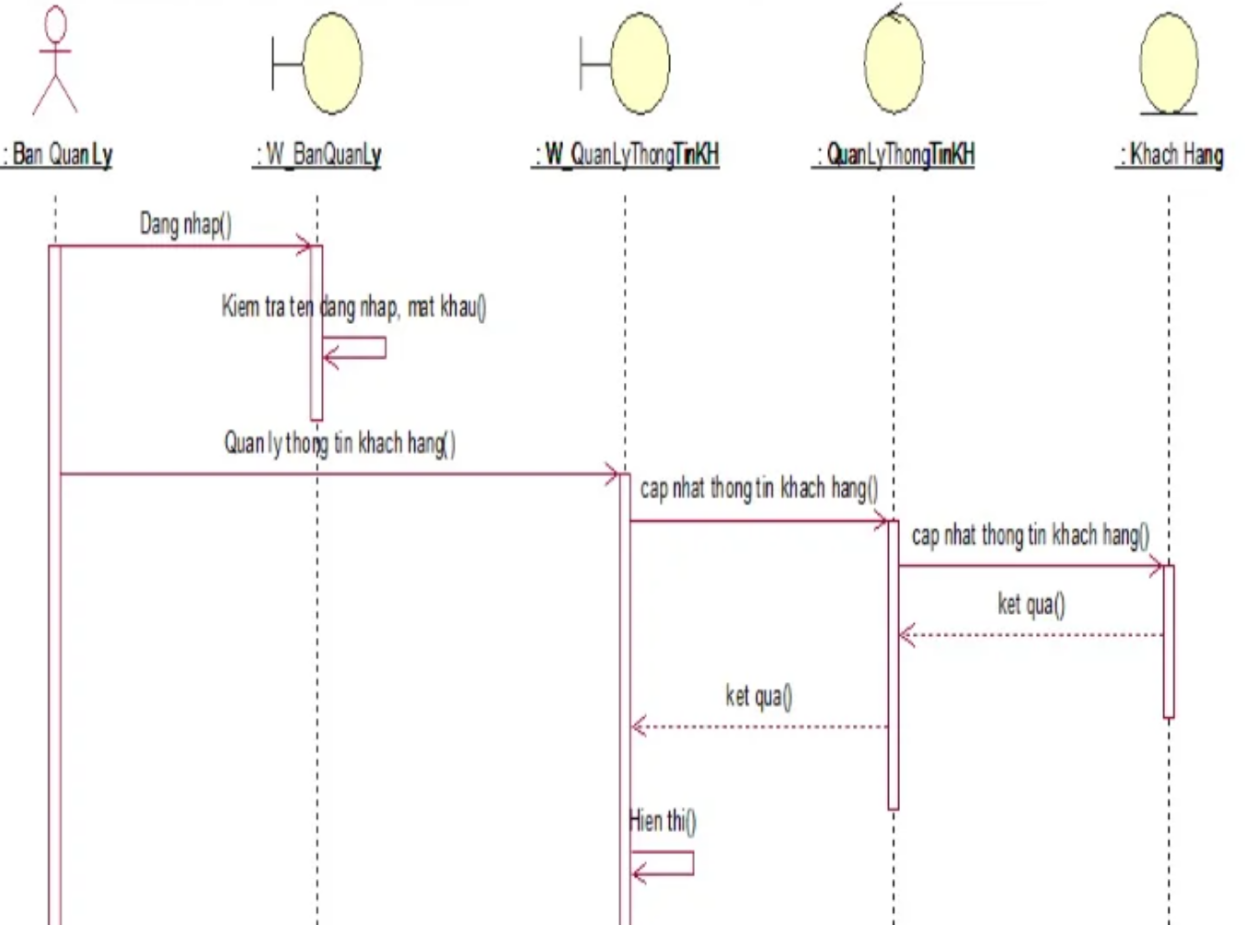 : Ban Quan Ly
: W_BanQuanLy
: W_QuanLyThongTinKH
: QuanLyThongTinKH
: Khach Hang
Dang nhap()
Kiem tra ten dang nhap, mat khau()
Quan ly thong tin khach hang()
cap nhat thong tin khach hang()
cap nhat thong tin khach hang()
ket qua()
ket qua()
Hien thi()